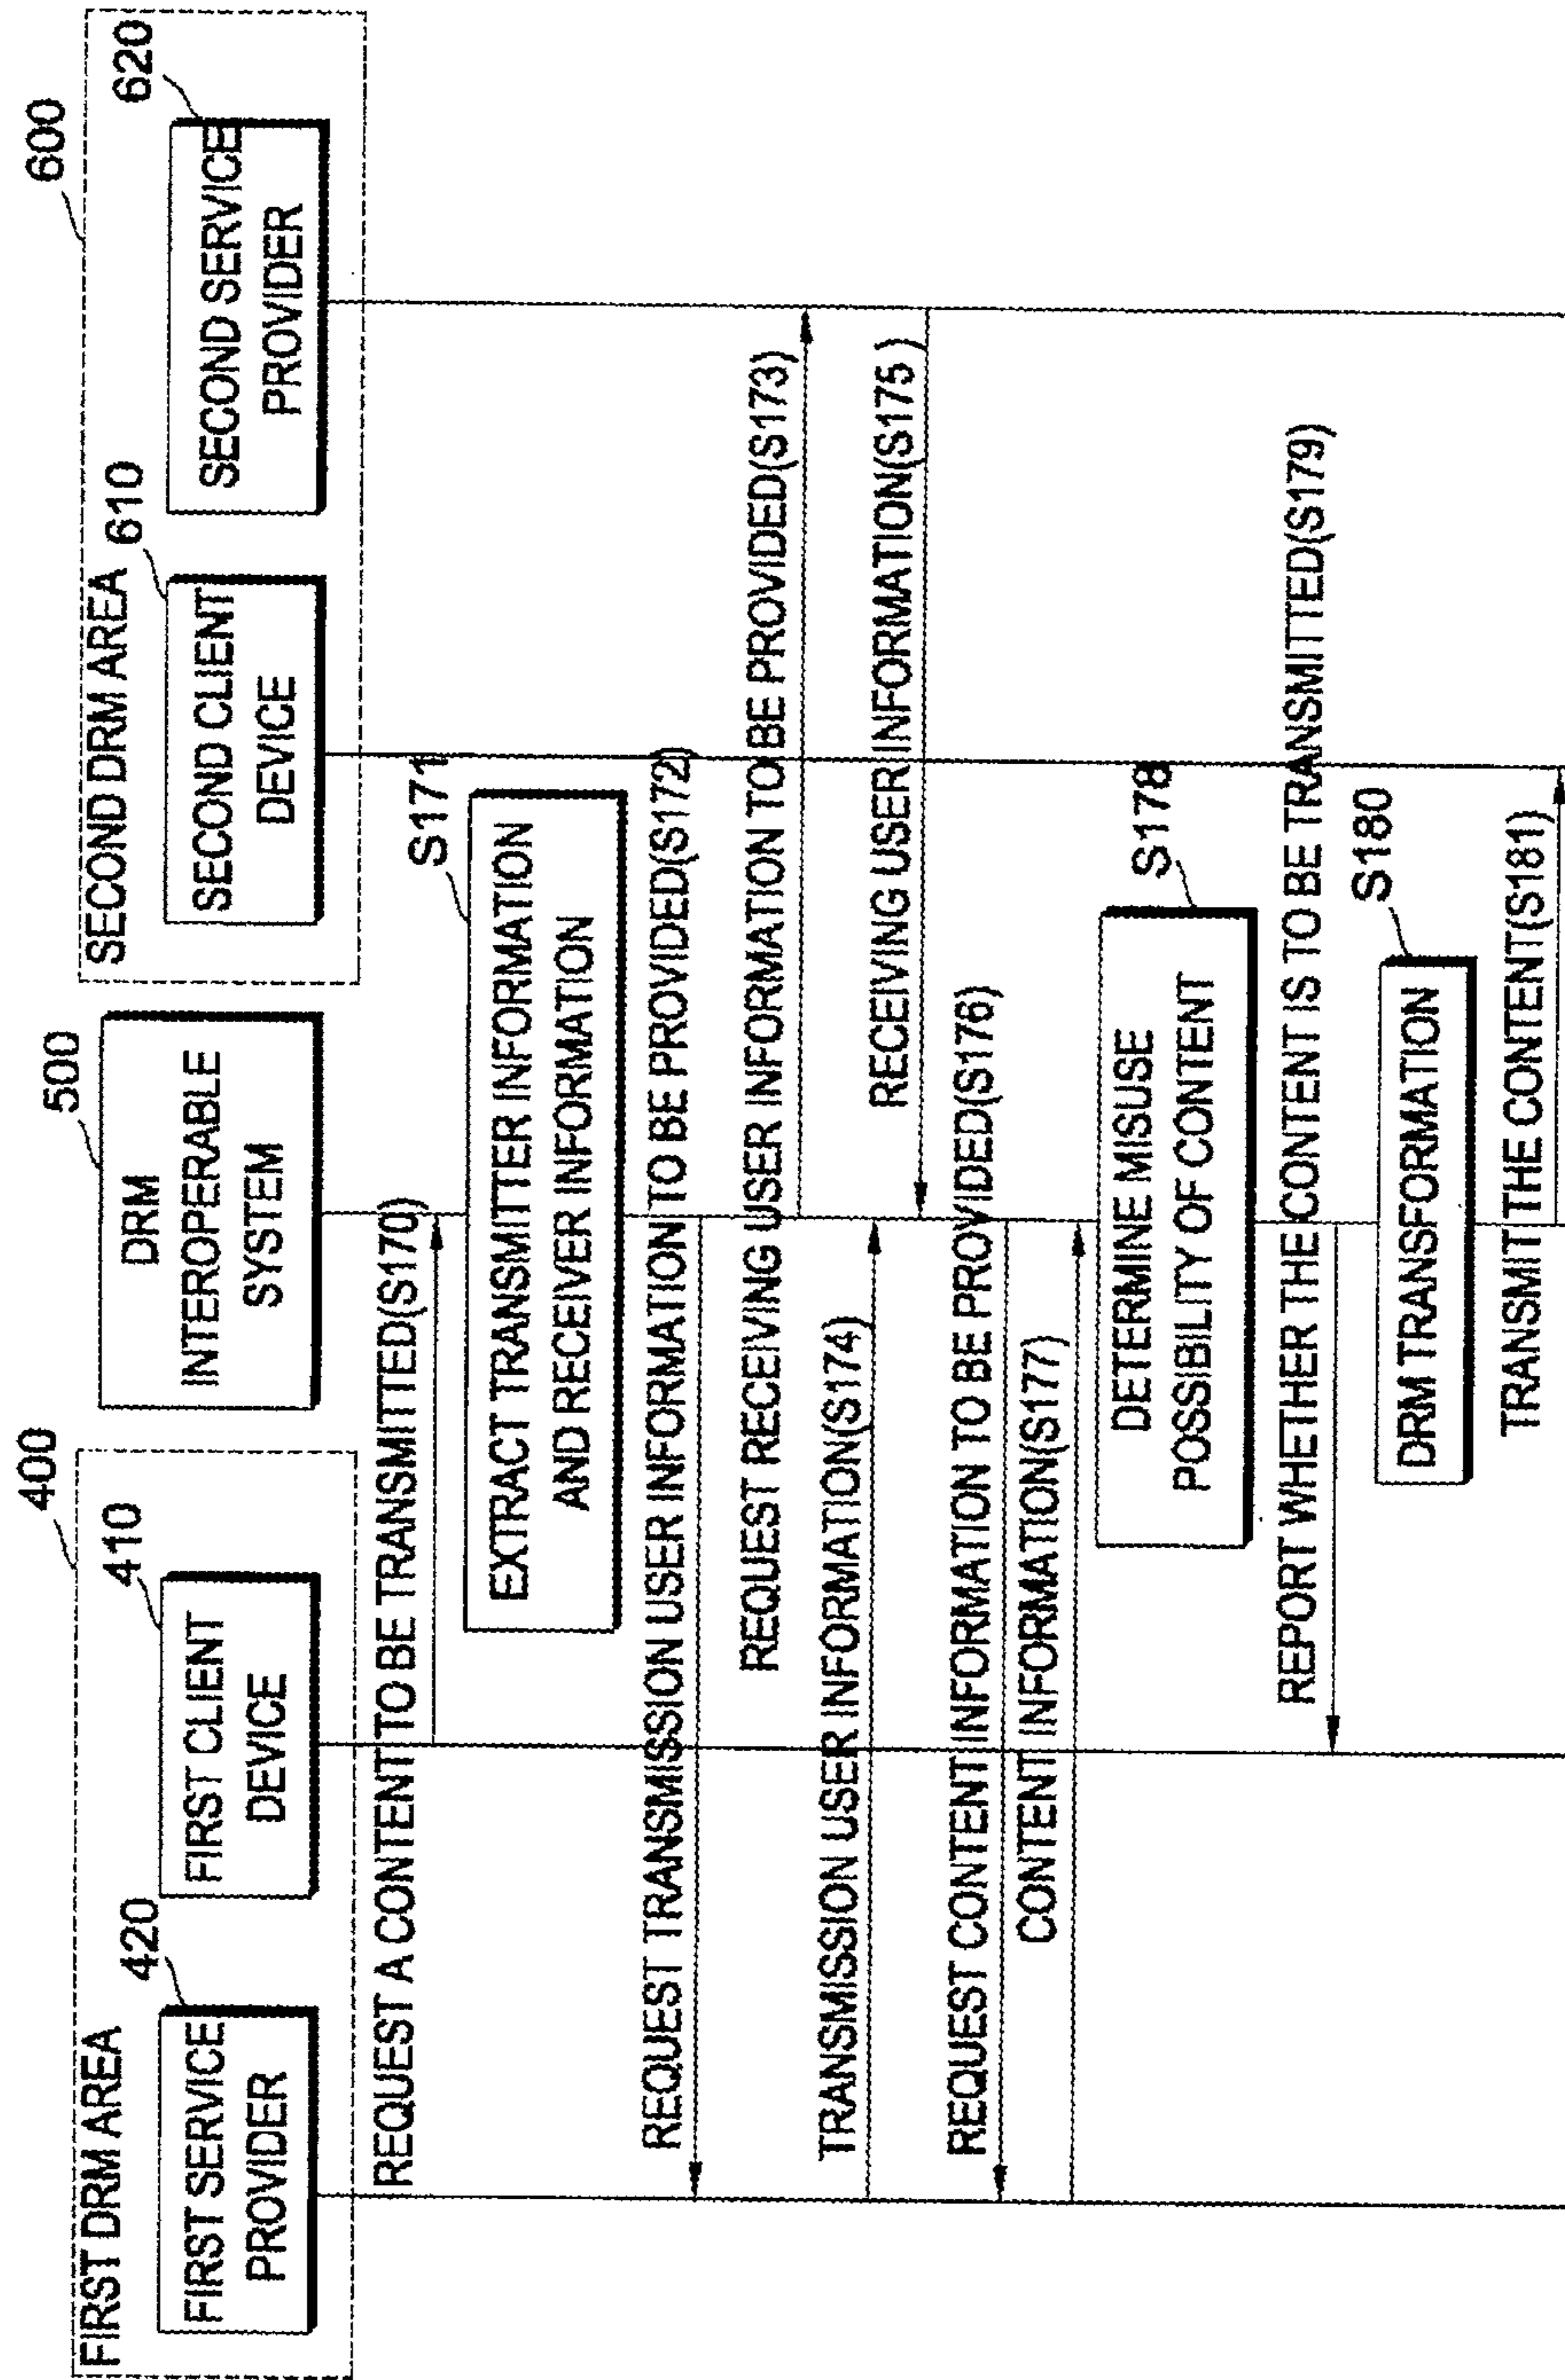 400
500
600
FIRST DRM AREA
SECOND DRM AREA
420
410
610
620
FIRST SERVICE
PROVIDER
FIRST CLIENT
DEVICE
DRM
INTEROPERABLE
SYSTEM
SECOND CLIENT
DEVICE
SECOND SERVICE
PROVIDER
REQUEST A CONTENT TO BE TRANSMITTED(S170)
S171
EXTRACT TRANSMITTER INFORMATION
AND RECEIVER INFORMATION
REQUEST TRANSMISSION USER INFORMATION TO BE PROVIDED(S172)
REQUEST RECEIVING USER INFORMATION TO BE PROVIDED(S173)
TRANSMISSION USER INFORMATION(S174)
RECEIVING USER INFORMATION(S175)
REQUEST CONTENT INFORMATION TO BE PROVIDED(S176)
CONTENT INFORMATION(S177)
S178
DETERMINE MISUSE
POSSIBILITY OF CONTENT
REPORT WHETHER THE CONTENT IS TO BE TRANSMITTED(S179)
S180
DRM TRANSFORMATION
TRANSMIT THE CONTENT(S181)